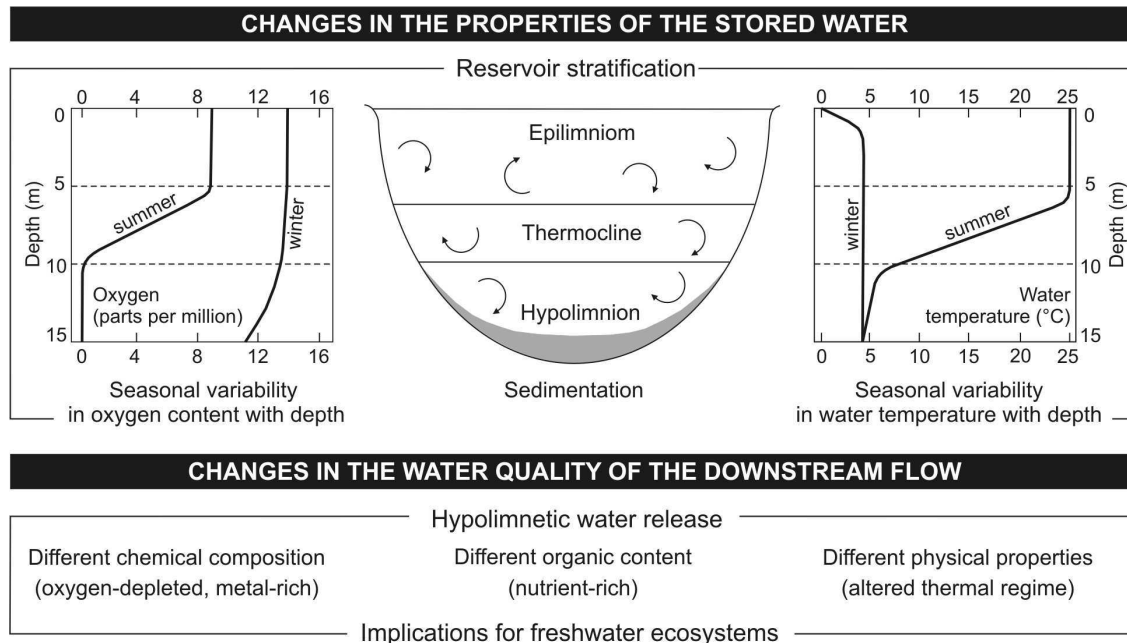 CHANGES IN THE PROPERTIES OF THE STORED WATER
Reservoir stratification
0 4 8 12 16
0
5
10
15
Depth (m)
summer
winter
Oxygen
(parts per million)
0 4 8 12 16
Seasonal variability
in oxygen content with depth
Epilimniom
Thermocline
Hypolimnion
Sedimentation
0 5 10 15 20 25
0
5
10
15
Depth (m)
winter
summer
Water
temperature (°C)
0 5 10 15 20 25
Seasonal variability
in water temperature with depth
CHANGES IN THE WATER QUALITY OF THE DOWNSTREAM FLOW
Hypolimnetic water release
Different chemical composition
(oxygen-depleted, metal-rich)
Different organic content
(nutrient-rich)
Different physical properties
(altered thermal regime)
Implications for freshwater ecosystems